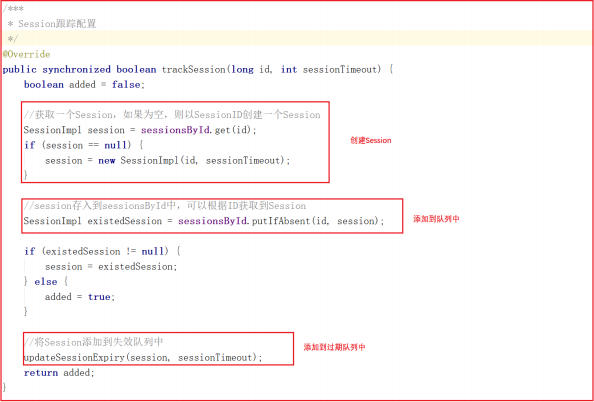 /***
 * Session跟踪配置
 */
@Override
public synchronized boolean trackSession(long id, int sessionTimeout) {
    boolean added = false;
    //获取一个Session，如果为空，则以SessionID创建一个Session
    SessionImpl session = sessionsById.get(id);
    if (session == null) {
        session = new SessionImpl(id, sessionTimeout);
    }
创建Session
    //session存入到sessionsById中，可以根据ID获取到Session
    SessionImpl existedSession = sessionsById.putIfAbsent(id, session);
添加到队列中
    if (existedSession != null) {
        session = existedSession;
    } else {
        added = true;
    }
    //将Session添加到失效队列中
    updateSessionExpiry(session, sessionTimeout);
添加到过期队列中
    return added;
}